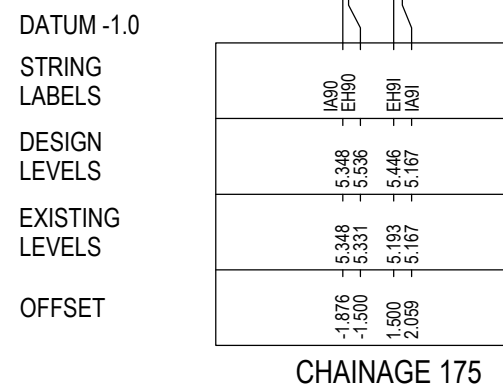 DATUM -1.0
STRING
LABELS
IA90
EH90
EH9I
IA9I
DESIGN
LEVELS
5.348
5.536
5.446
5.167
EXISTING
LEVELS
5.348
5.331
5.193
5.167
OFFSET
-1.876
-1.500
1.500
2.059
CHAINAGE 175